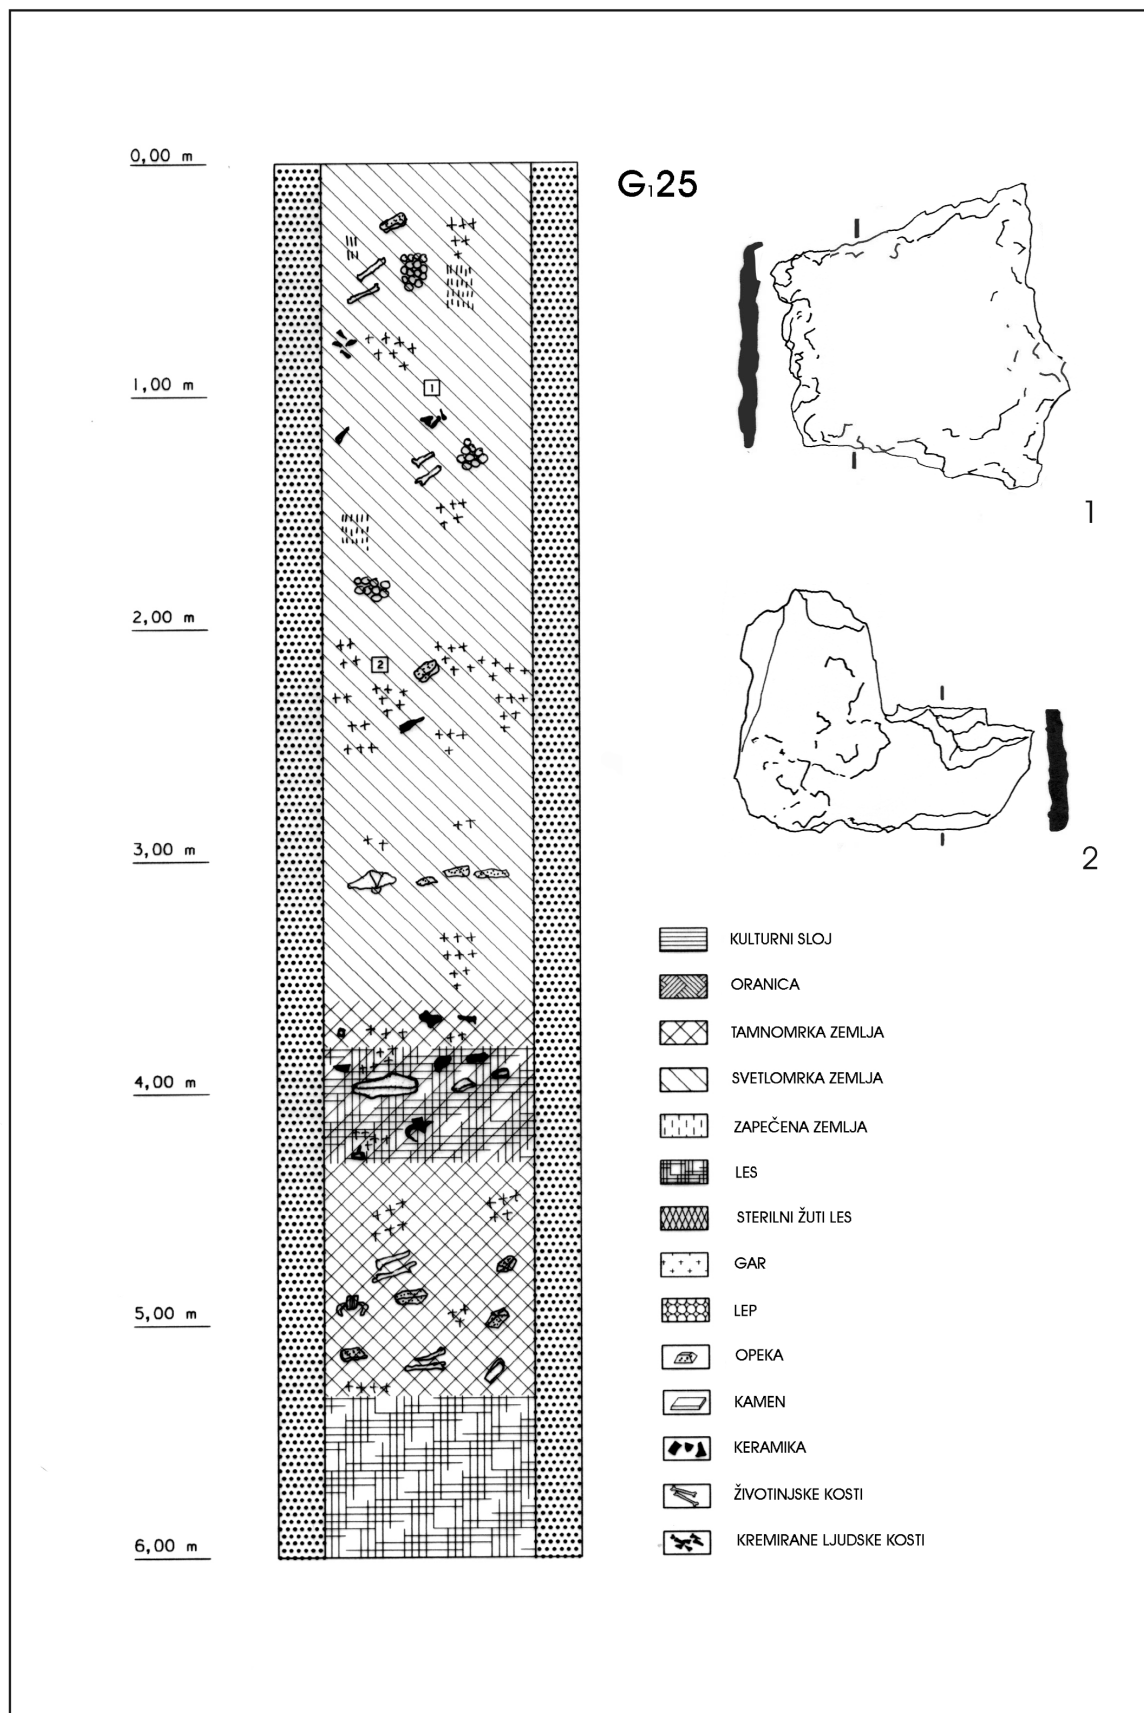 0,00 m
G₁25
1,00 m
1
1
2,00 m
2
2
3,00 m
4,00 m
5,00 m
6,00 m
KULTURNI SLOJ
ORANICA
TAMNOMRKA ZEMLJA
SVETLOMRKA ZEMLJA
ZAPEČENA ZEMLJA
LES
STERILNI ŽUTI LES
GAR
LEP
OPEKA
KAMEN
KERAMIKA
ŽIVOTINJSKE KOSTI
KREMIRANE LJUDSKE KOSTI